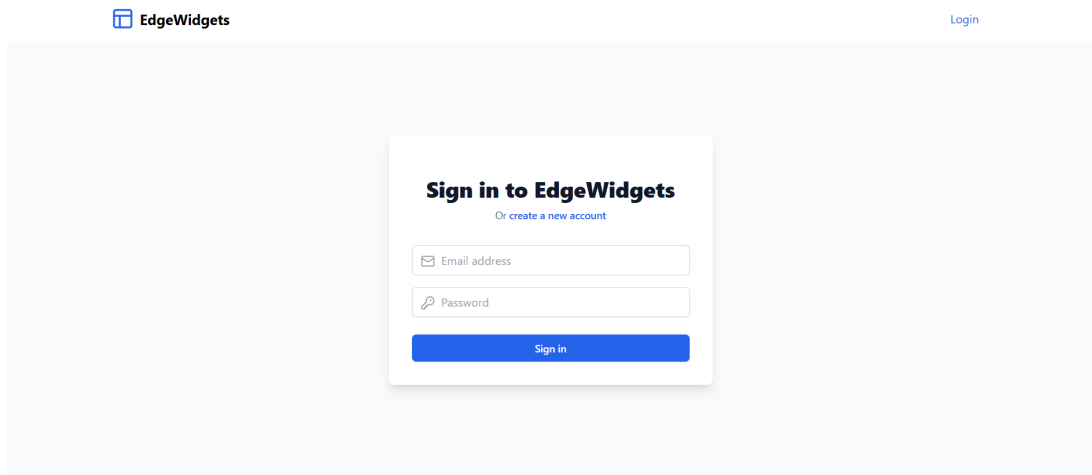 EdgeWidgets
Login
Sign in to EdgeWidgets
Or create a new account
Email address
Password
Sign in